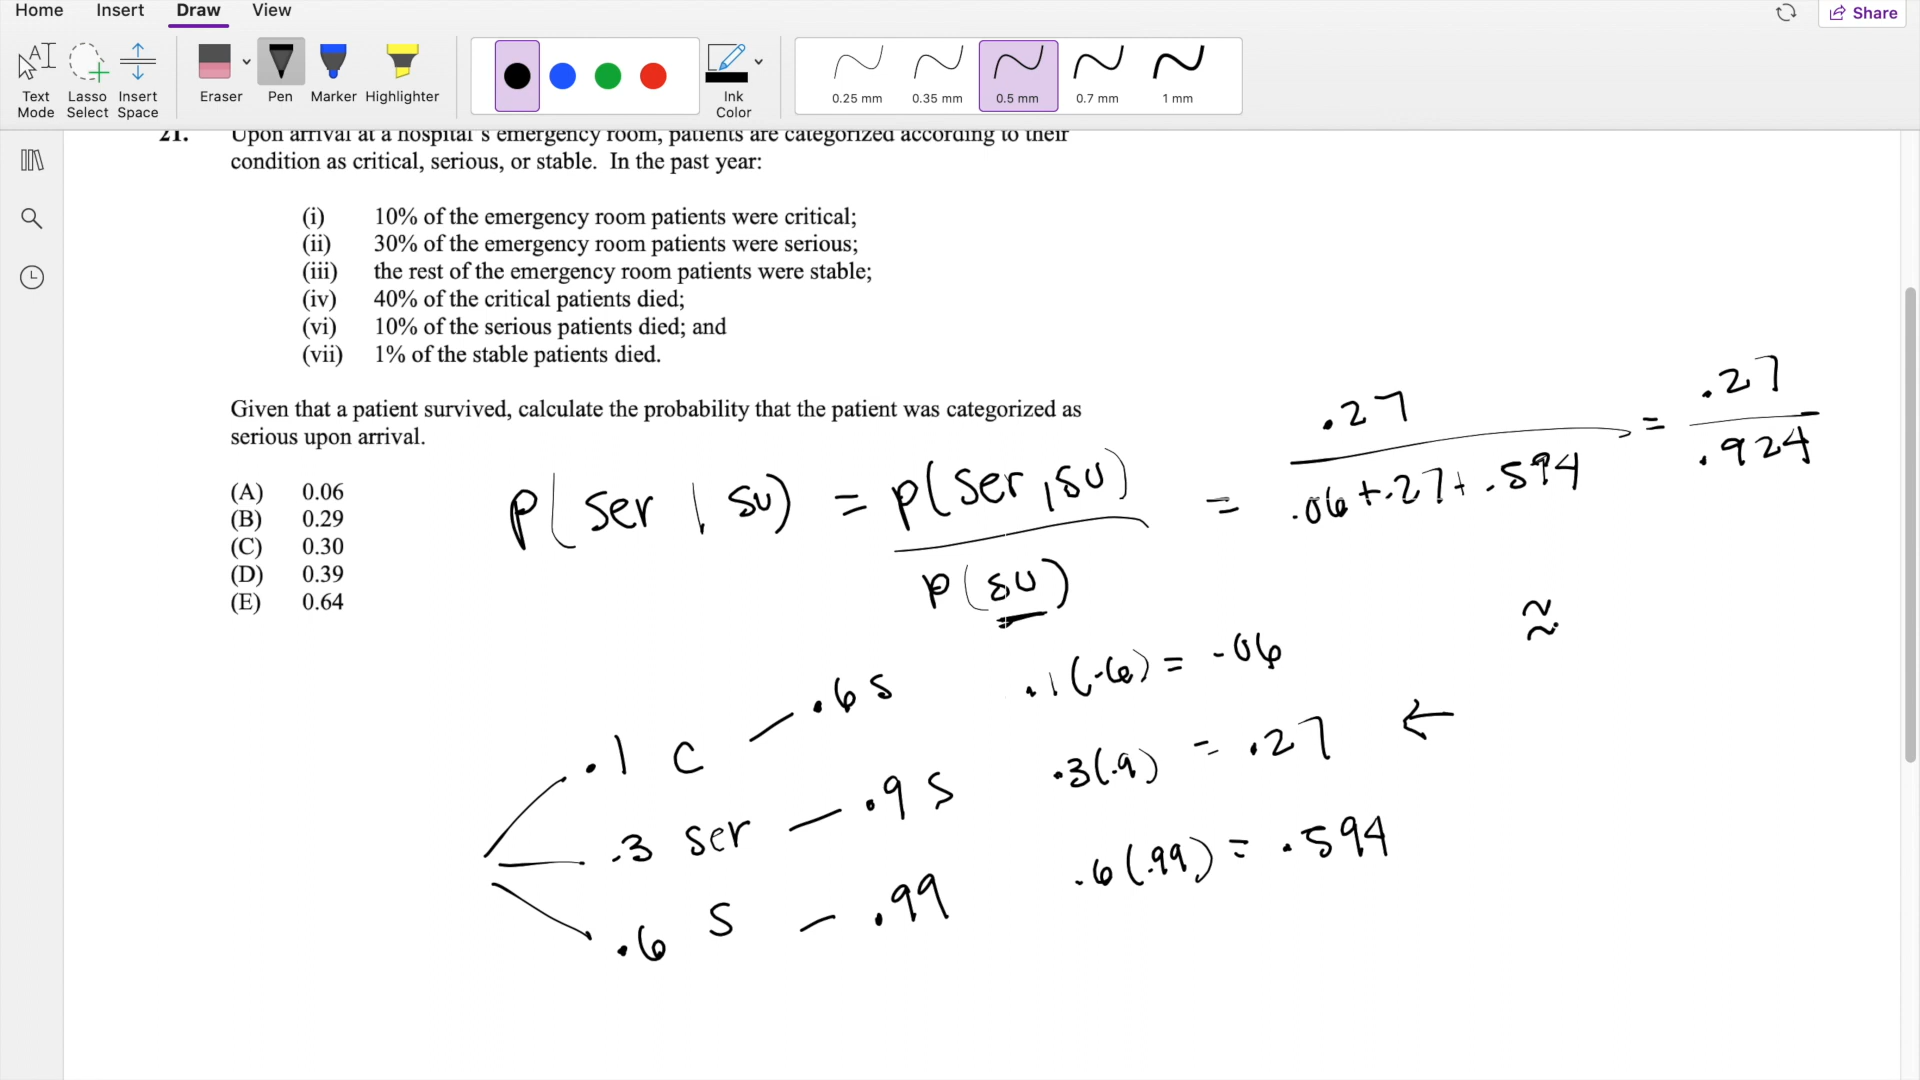 Home Insert Draw View
Share
Text Mode
Lasso Select
Insert Space
Eraser
Pen
Marker
Highlighter
Ink Color
0.25 mm
0.35 mm
0.5 mm
0.7 mm
1 mm
21. Upon arrival at a hospital's emergency room, patients are categorized according to their
condition as critical, serious, or stable. In the past year:
(i) 10% of the emergency room patients were critical;
(ii) 30% of the emergency room patients were serious;
(iii) the rest of the emergency room patients were stable;
(iv) 40% of the critical patients died;
(vi) 10% of the serious patients died; and
(vii) 1% of the stable patients died.
Given that a patient survived, calculate the probability that the patient was categorized as
serious upon arrival.
(A) 0.06
(B) 0.29
(C) 0.30
(D) 0.39
(E) 0.64
P( ser | su) = P(ser, su) / P(su) = .27 / .06 + .27 + .594 = .27 / .924
≈
.1 c — .6 s .1(.6) = .06
.3 ser — .9 s .3(.9) = .27 ←
.6 s — .99 .6(.99) = .594